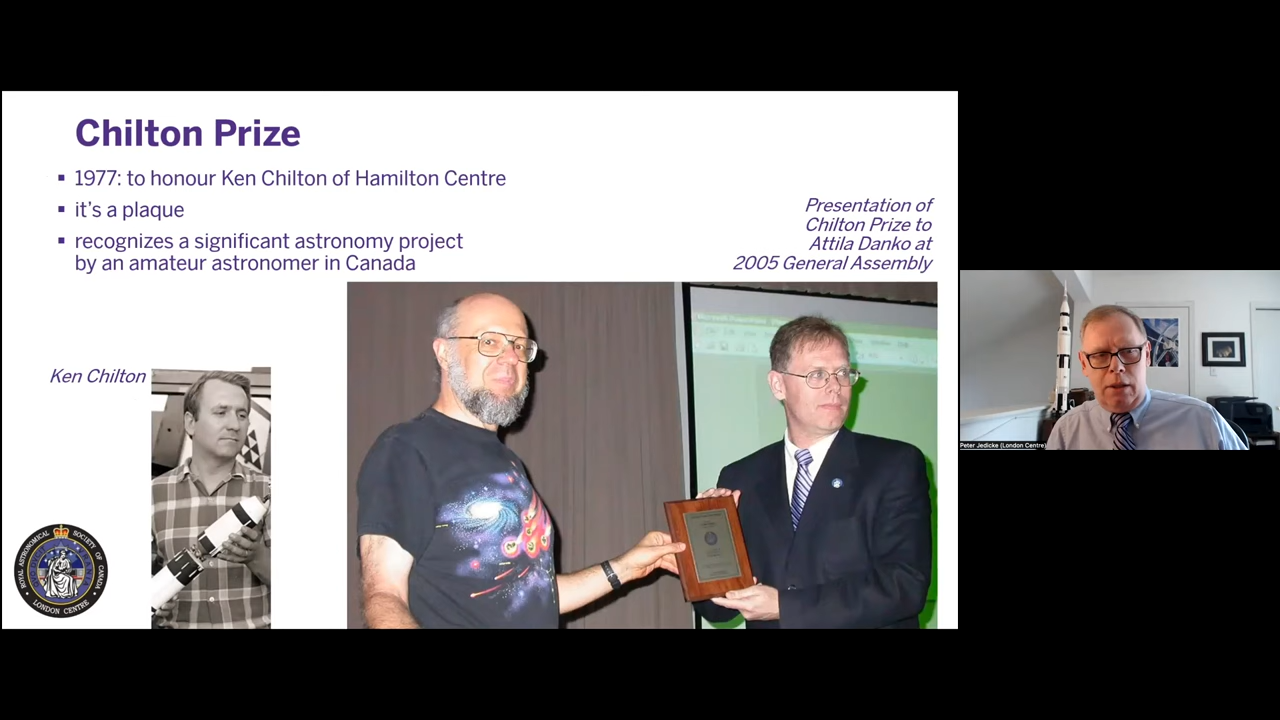 Chilton Prize
▪ 1977: to honour Ken Chilton of Hamilton Centre
▪ it's a plaque
▪ recognizes a significant astronomy project
by an amateur astronomer in Canada
Presentation of
Chilton Prize to
Attila Danko at
2005 General Assembly
Ken Chilton
ROYAL ASTRONOMICAL SOCIETY OF CANADA
LONDON CENTRE
Peter Jedicke (London Centre)